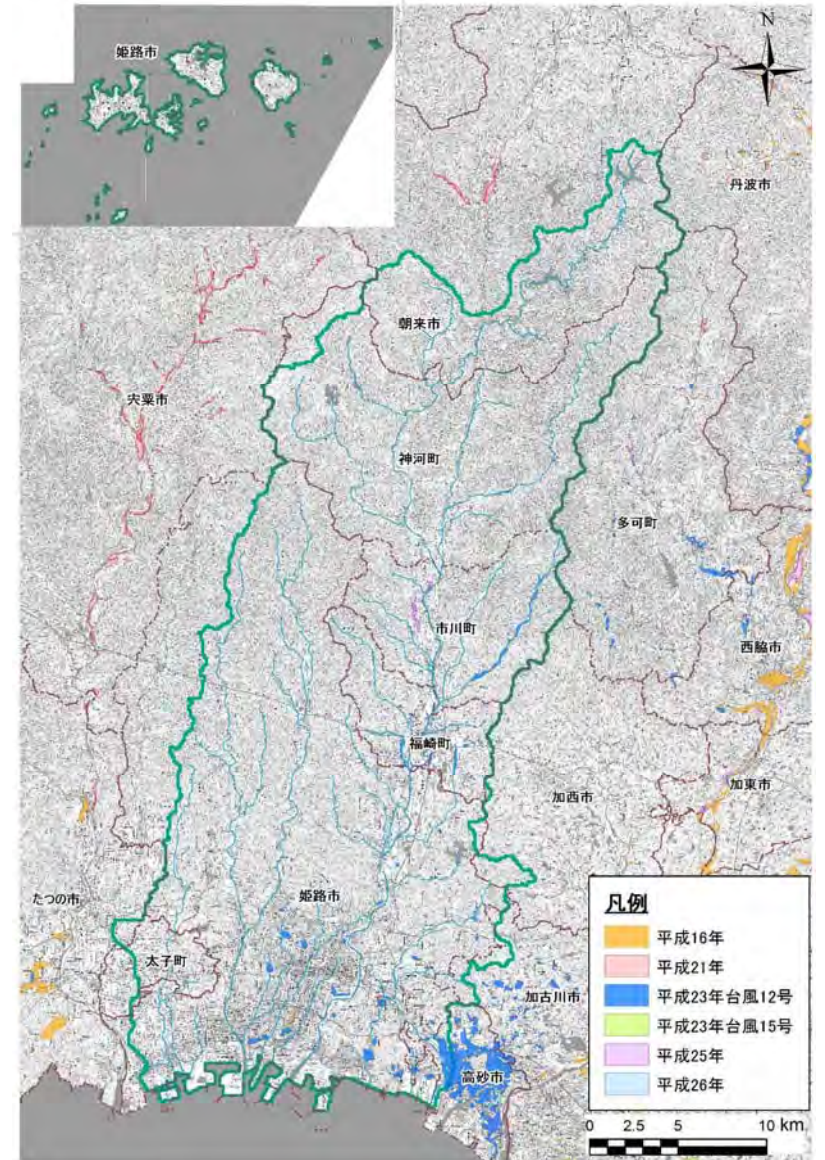 姫路市
N
丹波市
朝来市
宍粟市
神河町
多可町
市川町
西脇市
福崎町
加西市
加東市
たつの市
姫路市
太子町
加古川市
高砂市
凡例
平成16年
平成21年
平成23年台風12号
平成23年台風15号
平成25年
平成26年
0 2.5 5 10 km